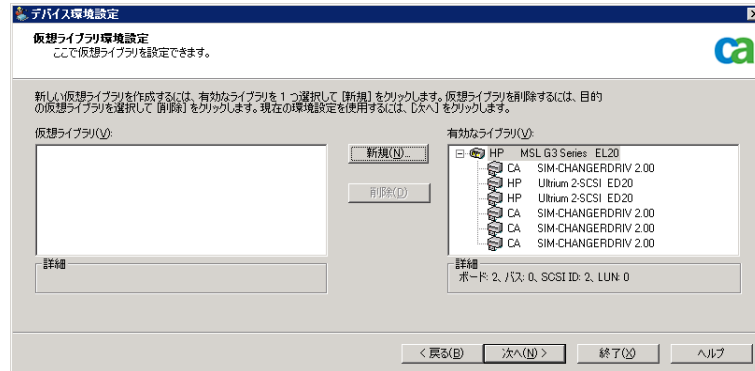 デバイス環境設定
仮想ライブラリ環境設定
ここで仮想ライブラリを設定できます。
ca
新しい仮想ライブラリを作成するには、有効なライブラリを 1 つ選択して [新規] をクリックします。仮想ライブラリを削除するには、目的
の仮想ライブラリを選択して [削除] をクリックします。現在の環境設定を使用するには、[次へ] をクリックします。
仮想ライブラリ(V):
新規(N)...
削除(D)
有効なライブラリ(V):
HP MSL G3 Series EL20
CA SIM-CHANGERDRIV 2.00
HP Ultrium 2-SCSI ED20
HP Ultrium 2-SCSI ED20
CA SIM-CHANGERDRIV 2.00
CA SIM-CHANGERDRIV 2.00
CA SIM-CHANGERDRIV 2.00
詳細
詳細
ボード: 2、バス: 0、SCSI ID: 2、LUN: 0
< 戻る(B)
次へ(N) >
終了(X)
ヘルプ